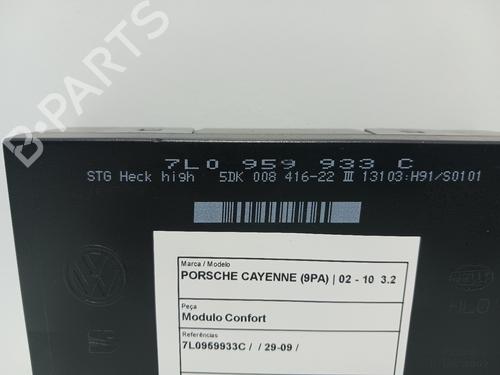 7L0 959 933 C
STG Heck high 5DK 008 416-22 III 13103:H91/S0101
Marca / Modelo
PORSCHE CAYENNE (9PA) | 02 - 10 3.2
Peça
Modulo Confort
Referências
7L0959933C / / 29-09 /